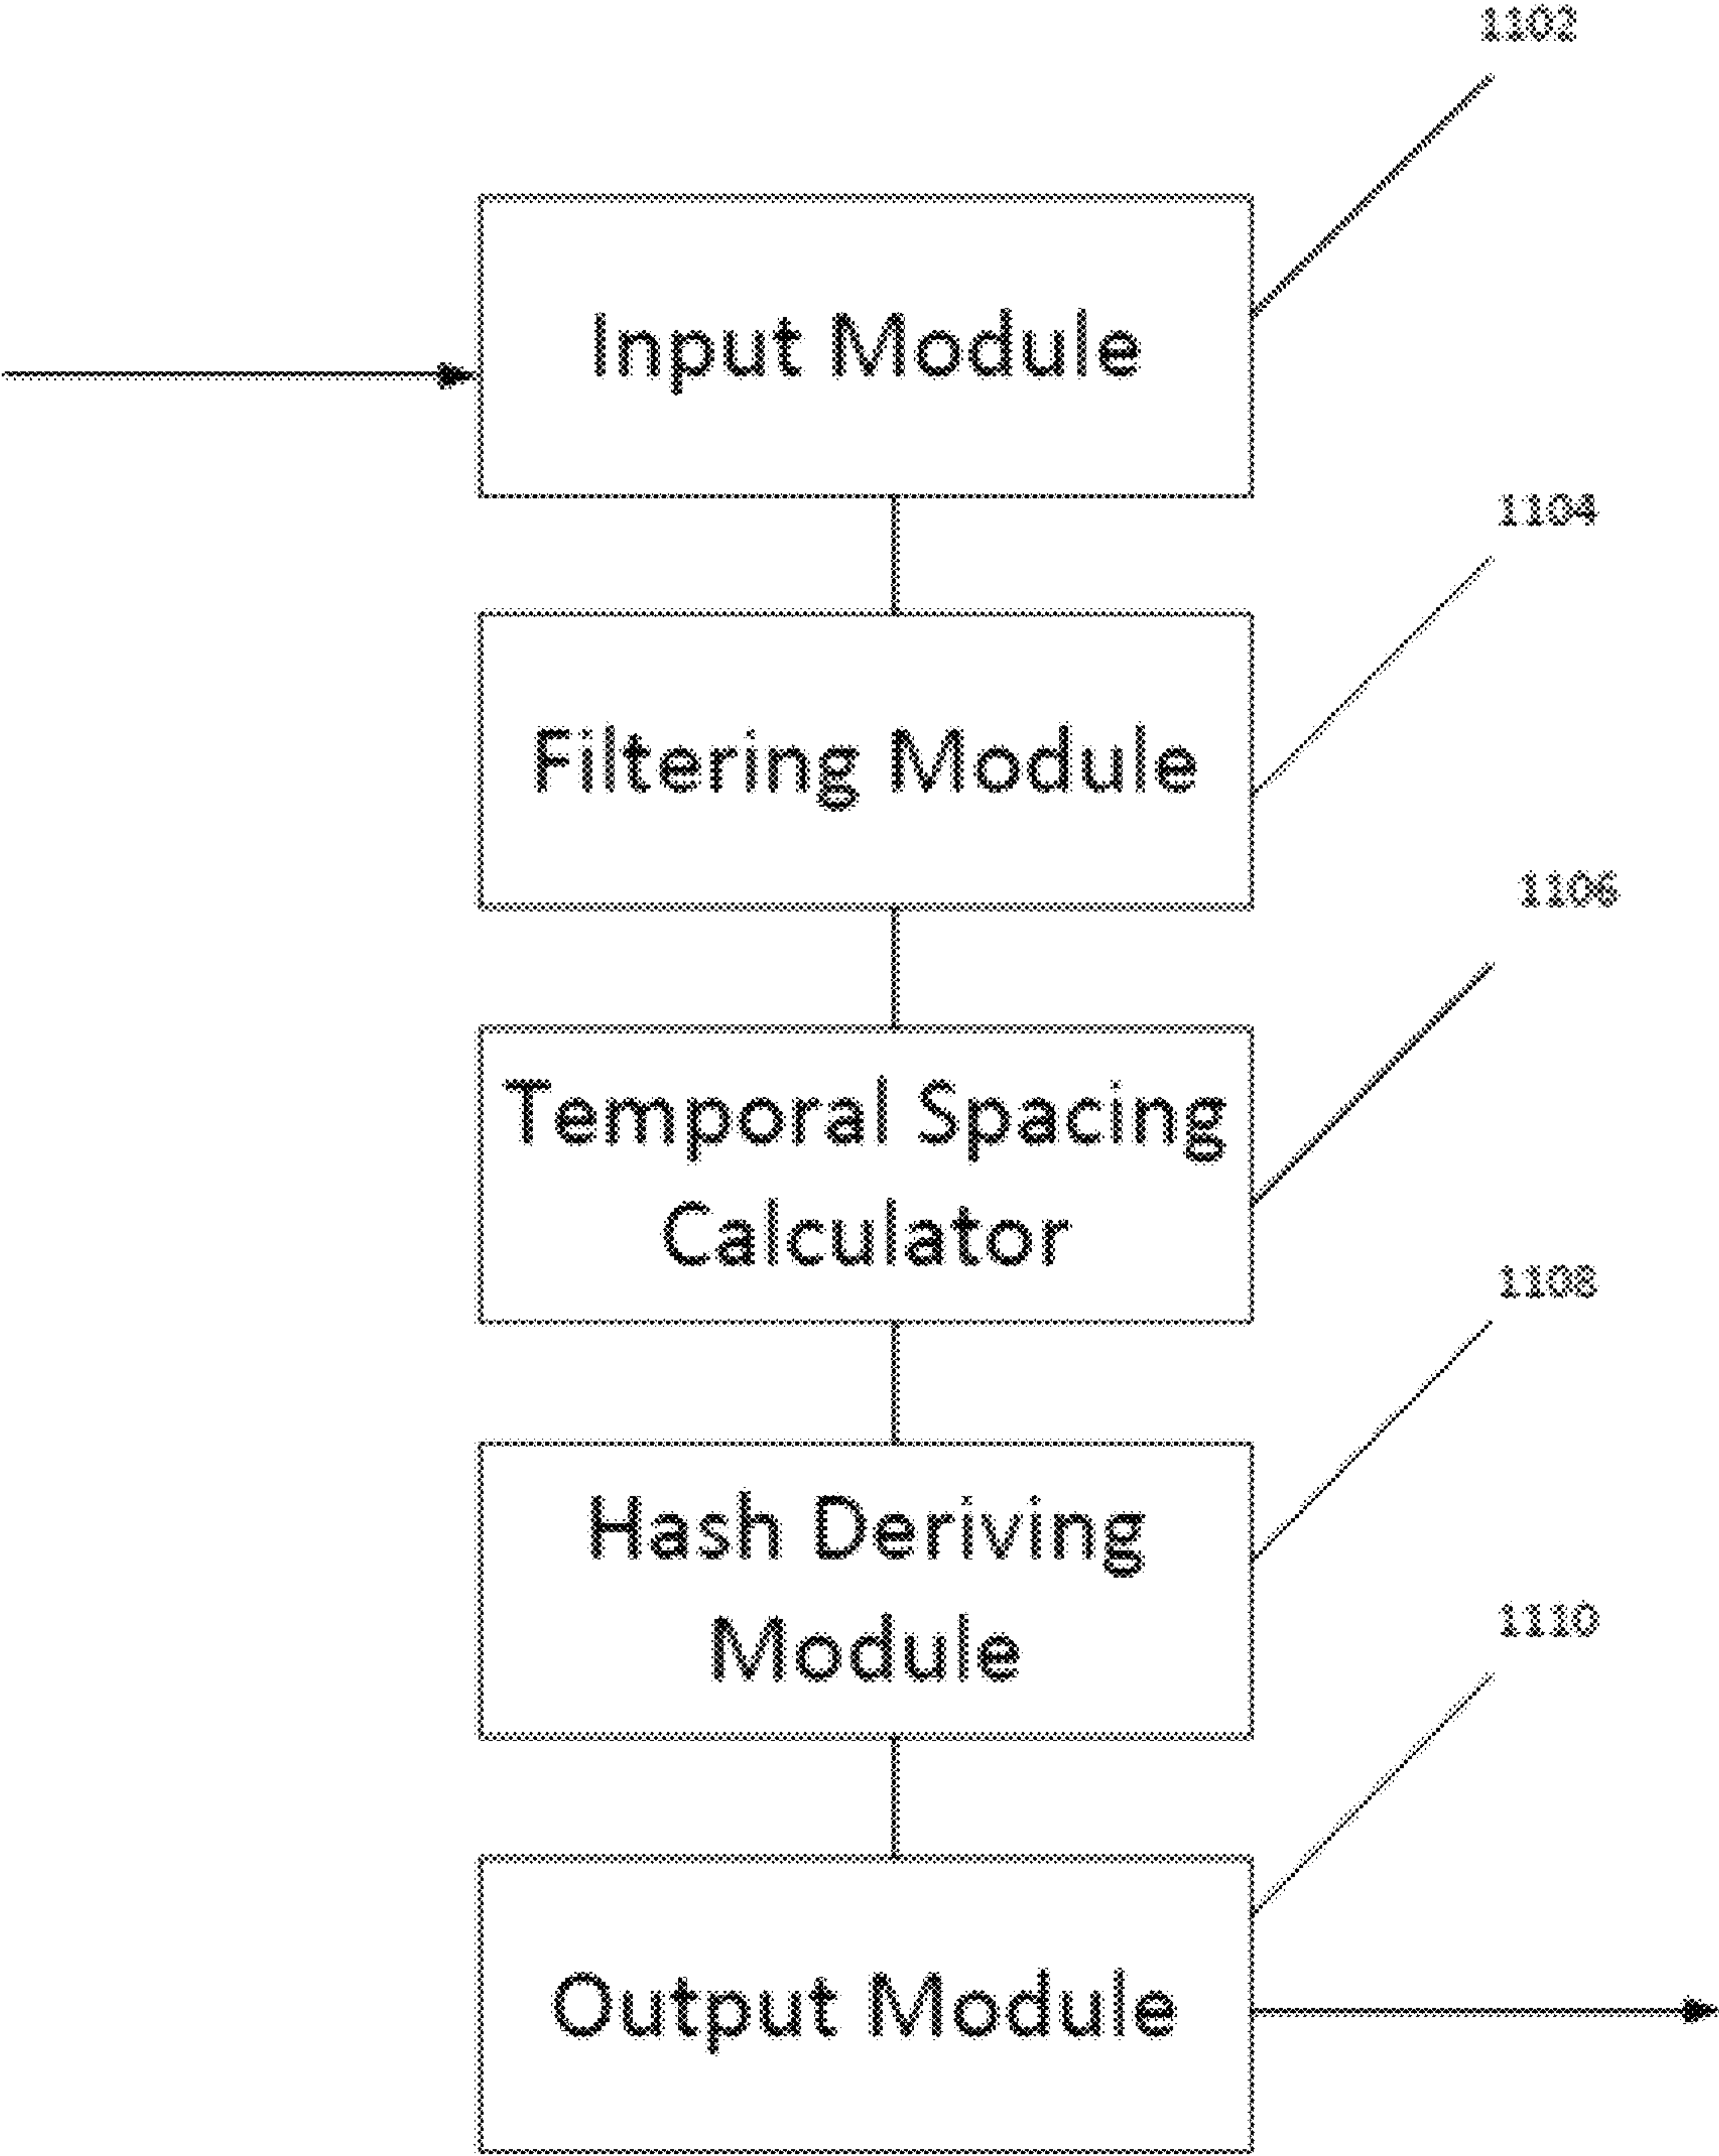 1102
Input Module
1104
Filtering Module
1106
Temporal Spacing
Calculator
1108
Hash Deriving
Module
1110
Output Module